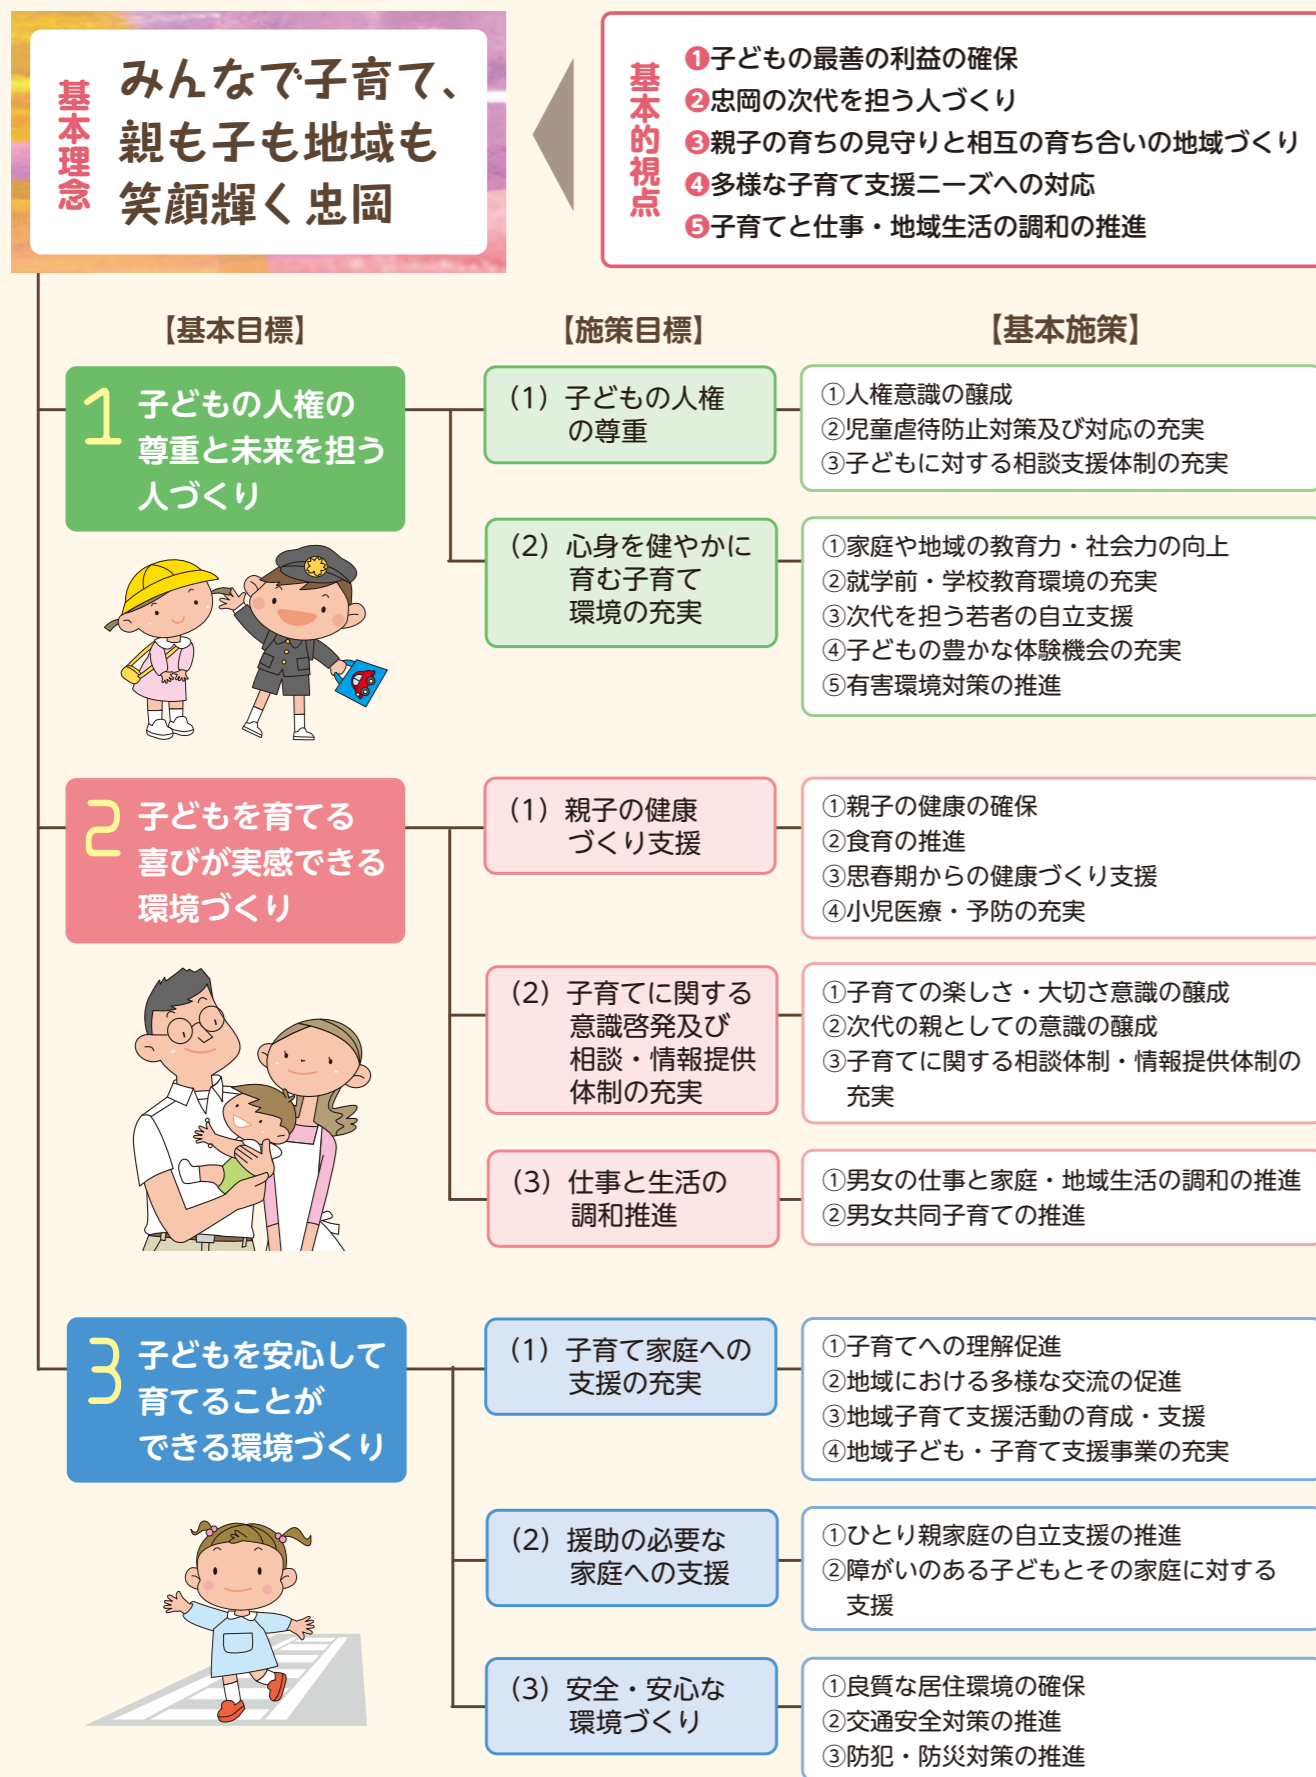 基本理念
みんなで子育て、
親も子も地域も
笑顔輝く忠岡
基本的視点
❶子どもの最善の利益の確保
❷忠岡の次代を担う人づくり
❸親子の育ちの見守りと相互の育ち合いの地域づくり
❹多様な子育て支援ニーズへの対応
❺子育てと仕事・地域生活の調和の推進
【基本目標】
【施策目標】
【基本施策】
1 子どもの人権の
尊重と未来を担う
人づくり
(1) 子どもの人権
の尊重
①人権意識の醸成
②児童虐待防止対策及び対応の充実
③子どもに対する相談支援体制の充実
(2) 心身を健やかに
育む子育て
環境の充実
①家庭や地域の教育力・社会力の向上
②就学前・学校教育環境の充実
③次代を担う若者の自立支援
④子どもの豊かな体験機会の充実
⑤有害環境対策の推進
2 子どもを育てる
喜びが実感できる
環境づくり
(1) 親子の健康
づくり支援
①親子の健康の確保
②食育の推進
③思春期からの健康づくり支援
④小児医療・予防の充実
(2) 子育てに関する
意識啓発及び
相談・情報提供
体制の充実
①子育ての楽しさ・大切さ意識の醸成
②次代の親としての意識の醸成
③子育てに関する相談体制・情報提供体制の
充実
(3) 仕事と生活の
調和推進
①男女の仕事と家庭・地域生活の調和の推進
②男女共同子育ての推進
3 子どもを安心して
育てることが
できる環境づくり
(1) 子育て家庭への
支援の充実
①子育てへの理解促進
②地域における多様な交流の促進
③地域子育て支援活動の育成・支援
④地域子ども・子育て支援事業の充実
(2) 援助の必要な
家庭への支援
①ひとり親家庭の自立支援の推進
②障がいのある子どもとその家庭に対する
支援
(3) 安全・安心な
環境づくり
①良質な居住環境の確保
②交通安全対策の推進
③防犯・防災対策の推進